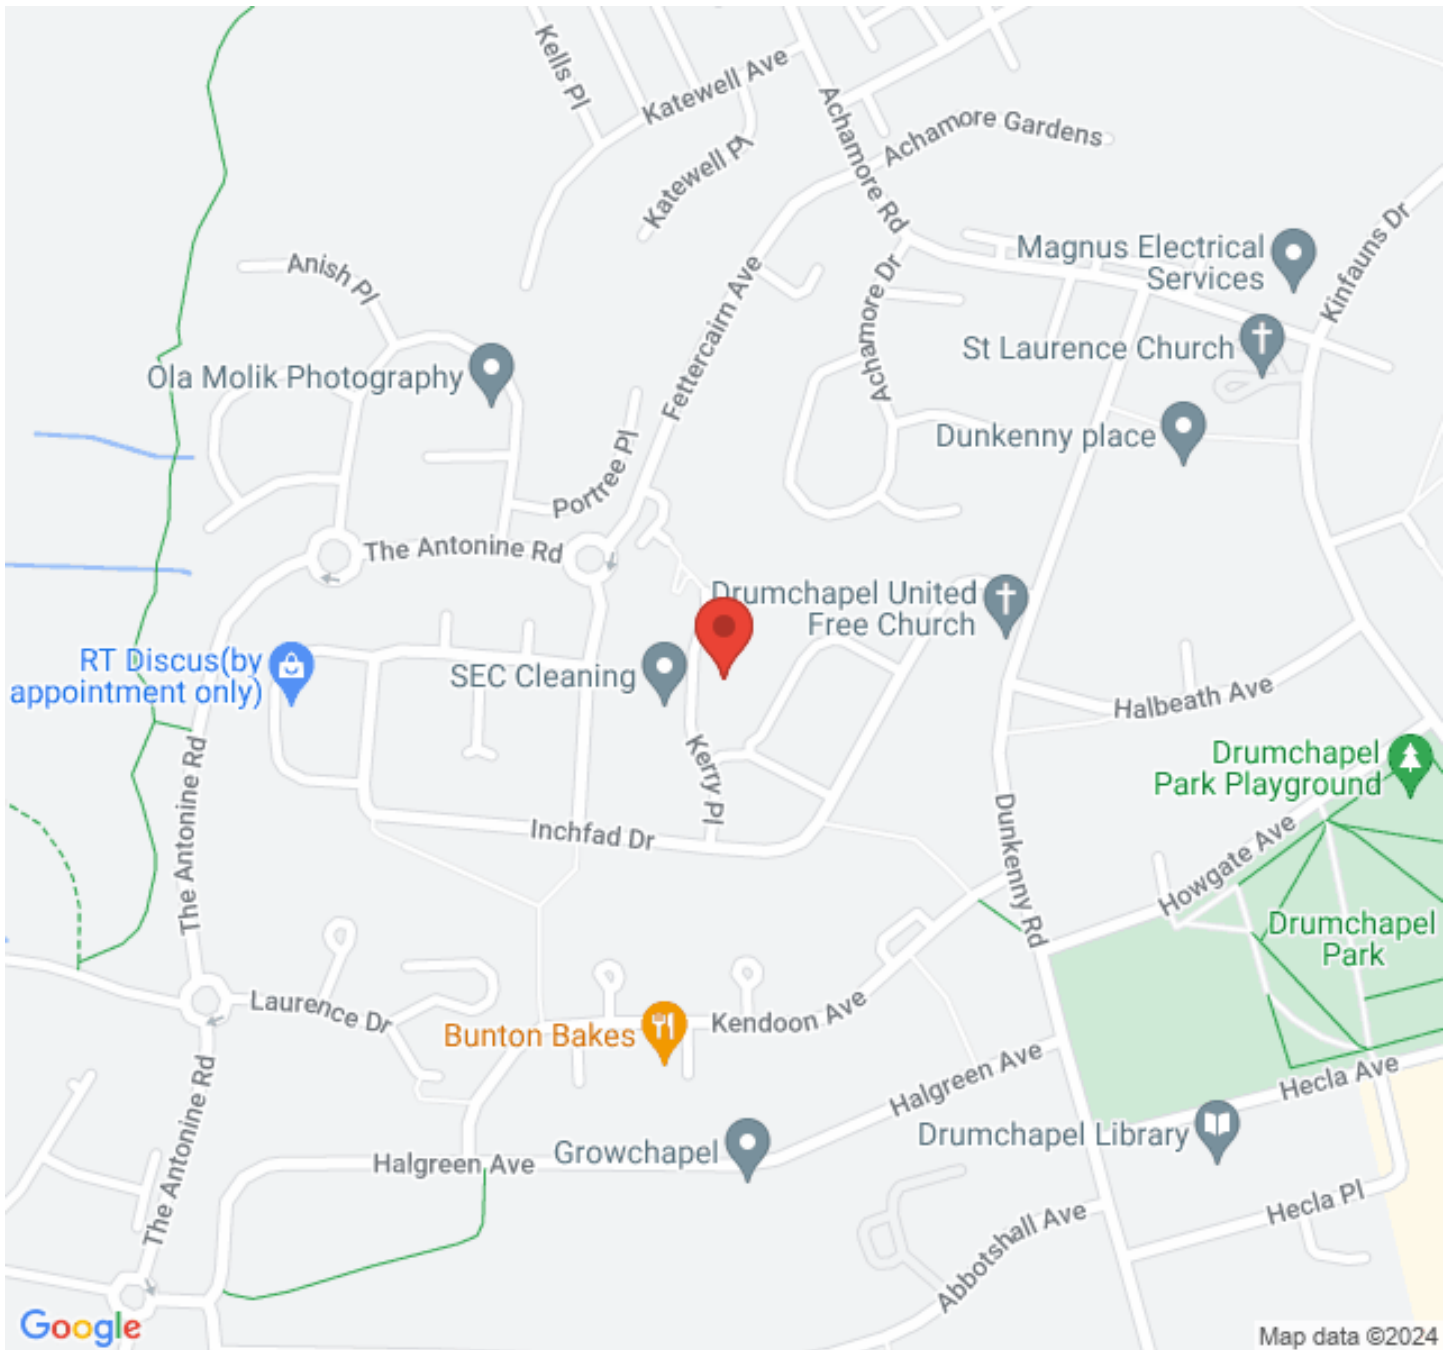 Kells Pl
Katewell Ave
Katewell Pl
Achamore Rd
Achamore Gardens
Kinfauns Dr
Magnus Electrical
Services
Anish Pl
Fettercairn Ave
Achamore Dr
St Laurence Church
Ola Molik Photography
Dunkenny place
Portree Pl
The Antonine Rd
Drumchapel United
Free Church
RT Discus(by
appointment only)
SEC Cleaning
Halbeath Ave
Kerry Pl
Drumchapel
Park Playground
The Antonine Rd
Inchfad Dr
Dunkenny Rd
Howgate Ave
Drumchapel
Park
Laurence Dr
Kendoon Ave
Bunton Bakes
Halgreen Ave
Hecla Ave
Drumchapel Library
The Antonine Rd
Halgreen Ave
Growchapel
Hecla Pl
Abbotshall Ave
Google
Map data ©2024